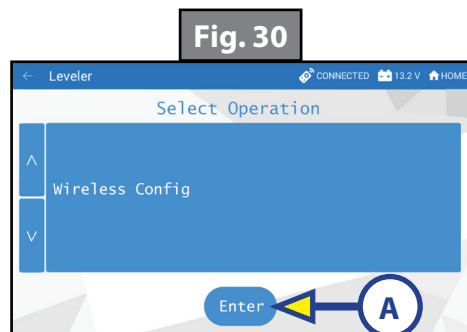 Fig. 30
← Leveler CONNECTED 13.2 V HOME
Select Operation
Wireless Config
Enter
A